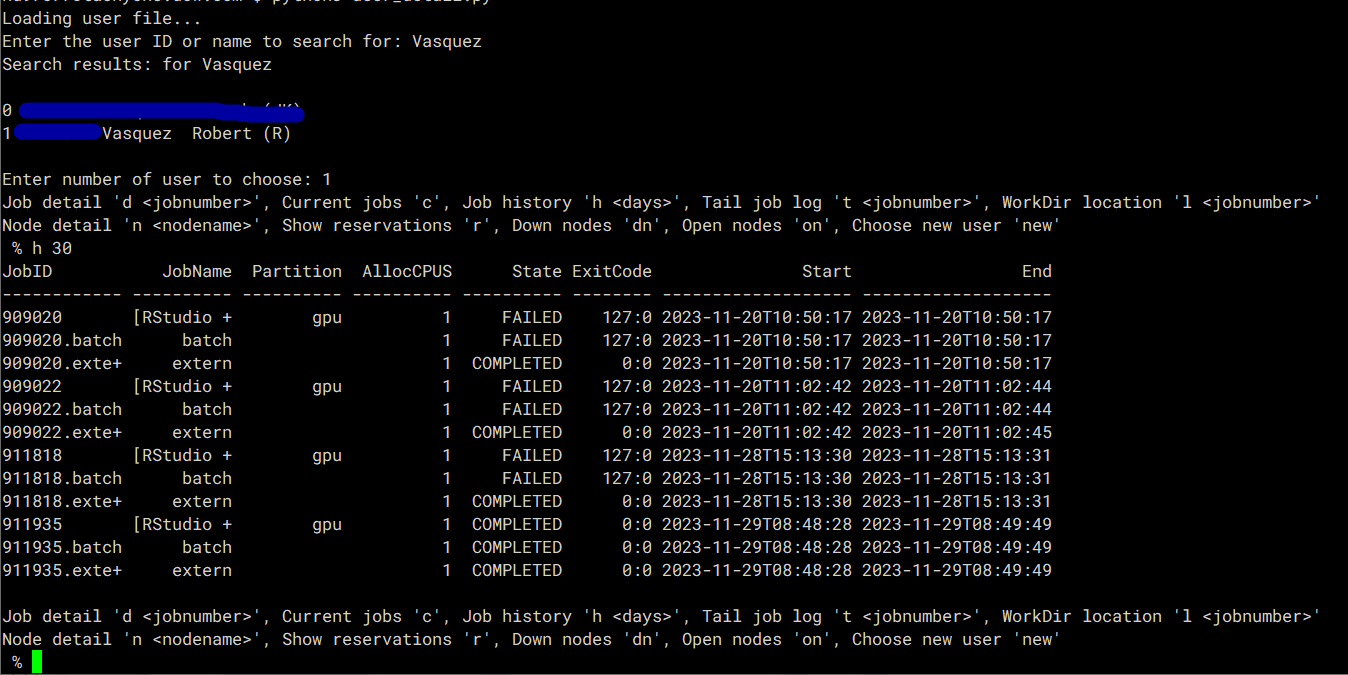 Loading user file...
Enter the user ID or name to search for: Vasquez
Search results: for Vasquez
0
1 Vasquez  Robert (R)
Enter number of user to choose: 1
Job detail 'd <jobnumber>', Current jobs 'c', Job history 'h <days>', Tail job log 't <jobnumber>', WorkDir location 'l <jobnumber>'
Node detail 'n <nodename>', Show reservations 'r', Down nodes 'dn', Open nodes 'on', Choose new user 'new'
% h 30
JobID           JobName  Partition  AllocCPUS      State ExitCode               Start                 End
------------ ---------- ---------- ---------- ---------- -------- ------------------- -------------------
909020       [RStudio +        gpu          1     FAILED    127:0 2023-11-20T10:50:17 2023-11-20T10:50:17
909020.batch      batch                     1     FAILED    127:0 2023-11-20T10:50:17 2023-11-20T10:50:17
909020.exte+     extern                     1  COMPLETED      0:0 2023-11-20T10:50:17 2023-11-20T10:50:17
909022       [RStudio +        gpu          1     FAILED    127:0 2023-11-20T11:02:42 2023-11-20T11:02:44
909022.batch      batch                     1     FAILED    127:0 2023-11-20T11:02:42 2023-11-20T11:02:44
909022.exte+     extern                     1  COMPLETED      0:0 2023-11-20T11:02:42 2023-11-20T11:02:45
911818       [RStudio +        gpu          1     FAILED    127:0 2023-11-28T15:13:30 2023-11-28T15:13:31
911818.batch      batch                     1     FAILED    127:0 2023-11-28T15:13:30 2023-11-28T15:13:31
911818.exte+     extern                     1  COMPLETED      0:0 2023-11-28T15:13:30 2023-11-28T15:13:31
911935       [RStudio +        gpu          1  COMPLETED      0:0 2023-11-29T08:48:28 2023-11-29T08:49:49
911935.batch      batch                     1  COMPLETED      0:0 2023-11-29T08:48:28 2023-11-29T08:49:49
911935.exte+     extern                     1  COMPLETED      0:0 2023-11-29T08:48:28 2023-11-29T08:49:49
Job detail 'd <jobnumber>', Current jobs 'c', Job history 'h <days>', Tail job log 't <jobnumber>', WorkDir location 'l <jobnumber>'
Node detail 'n <nodename>', Show reservations 'r', Down nodes 'dn', Open nodes 'on', Choose new user 'new'
%